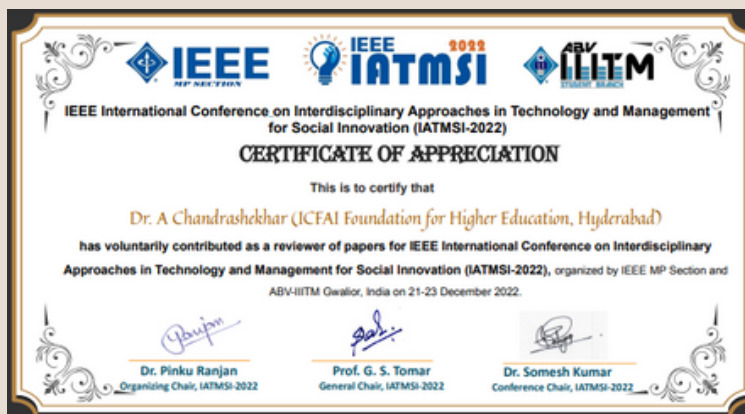 IEEE
MP SECTION
IEEE 2022
IATMSI
ABV
IIITM
STUDENT BRANCH
IEEE International Conference on Interdisciplinary Approaches in Technology and Management
for Social Innovation (IATMSI-2022)
CERTIFICATE OF APPRECIATION
This is to certify that
Dr. A Chandrashekhar (ICFAI Foundation for Higher Education, Hyderabad)
has voluntarily contributed as a reviewer of papers for IEEE International Conference on Interdisciplinary
Approaches in Technology and Management for Social Innovation (IATMSI-2022), organized by IEEE MP Section and
ABV-IIITM Gwalior, India on 21-23 December 2022.
Dr. Pinku Ranjan
Organizing Chair, IATMSI-2022
Prof. G. S. Tomar
General Chair, IATMSI-2022
Dr. Somesh Kumar
Conference Chair, IATMSI-2022